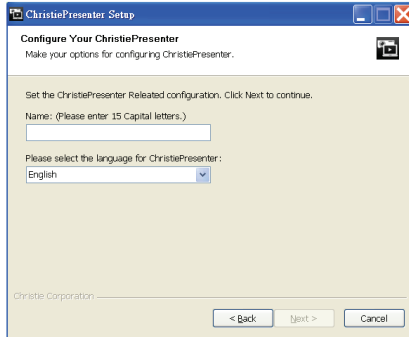 ChristiePresenter Setup
Configure Your ChristiePresenter
Make your options for configuring ChristiePresenter.
Set the ChristiePresenter Releated configuration. Click Next to continue.
Name: (Please enter 15 Capital letters.)
Please select the language for ChristiePresenter:
English
Christie Corporation
< Back
Next >
Cancel